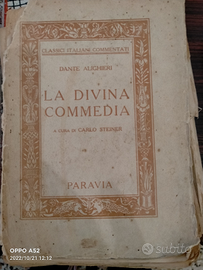 CLASSICI ITALIANI COMMENTATI
DANTE ALIGHIERI
LA DIVINA
COMMEDIA
A CURA DI CARLO STEINER
PARAVIA
OPPO A52
2022/10/21 11:12
subito